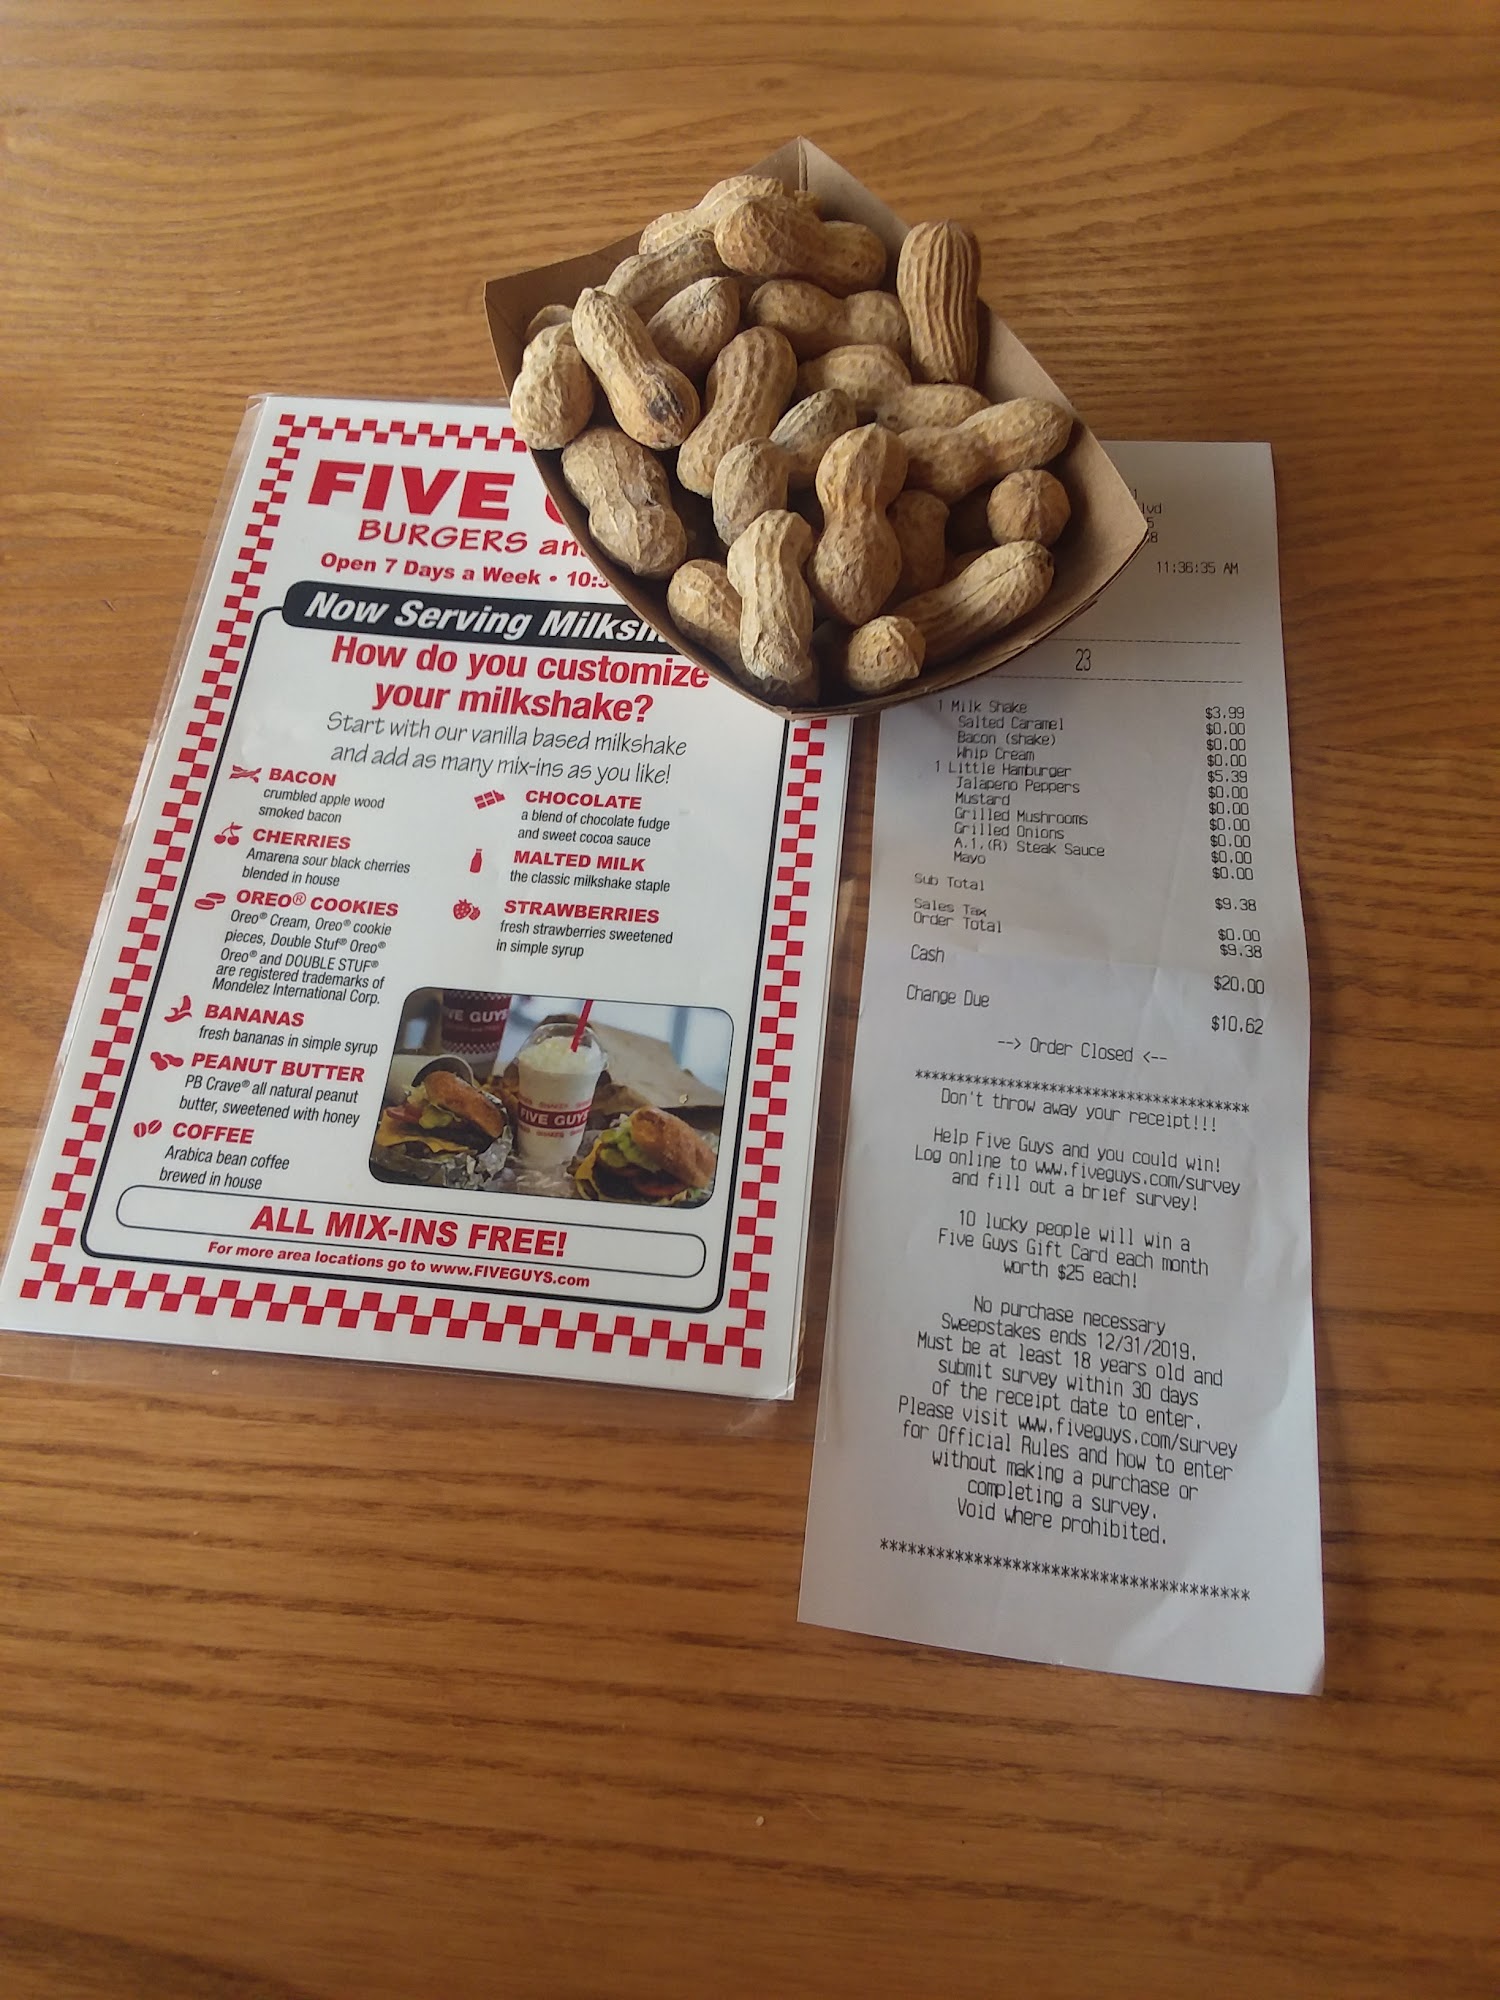 FIVE
BURGERS
Open 7 Days a Week •
Now Serving
How do you customize
your milkshake?
Start with our vanilla based milkshake
and add as many mix-ins as you like!
BACON
crumbled apple wood
smoked bacon
CHERRIES
Amarena sour black cherries
blended in house
OREO® COOKIES
Oreo® Cream, Oreo® cookie
pieces, Double Stuf® Oreo®
Oreo® and DOUBLE STUF®
are registered trademarks of
Mondelez International Corp.
BANANAS
fresh bananas in simple syrup
PEANUT BUTTER
PB Crave® all natural peanut
butter, sweetened with honey
COFFEE
Arabica bean coffee
brewed in house
CHOCOLATE
a blend of chocolate fudge
and sweet cocoa sauce
MALTED MILK
the classic milkshake staple
STRAWBERRIES
fresh strawberries sweetened
in simple syrup
FIVE GUYS
ALL MIX-INS FREE!
For more area locations go to www.FIVEGUYS.com
lvd
11:36:35 AM
23
1 Milk Shake $3.99
Salted Caramel $0.00
Bacon (shake) $0.00
Whip Cream $0.00
1 Little Hamburger $5.39
Jalapeno Peppers $0.00
Mustard $0.00
Grilled Mushrooms $0.00
Grilled Onions $0.00
A.1.(R) Steak Sauce $0.00
Mayo $0.00
Sub Total $9.38
Sales Tax $0.00
Order Total $9.38
Cash $20.00
Change Due $10.62
--> Order Closed <--
***************************************
Don't throw away your receipt!!!
Help Five Guys and you could win!
Log online to www.fiveguys.com/survey
and fill out a brief survey!
10 lucky people will win a
Five Guys Gift Card each month
worth $25 each!
No purchase necessary
Sweepstakes ends 12/31/2019.
Must be at least 18 years old and
submit survey within 30 days
of the receipt date to enter.
Please visit www.fiveguys.com/survey
for Official Rules and how to enter
without making a purchase or
completing a survey.
Void where prohibited.
***************************************